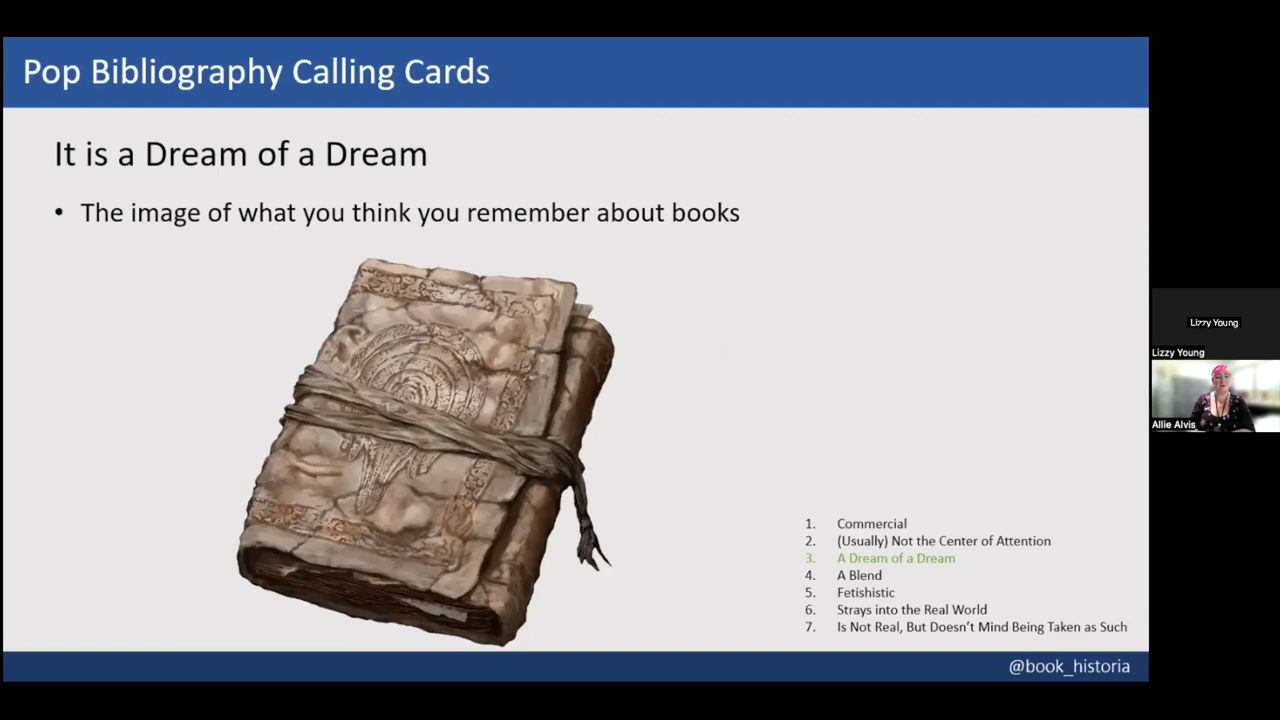 Pop Bibliography Calling Cards
It is a Dream of a Dream
• The image of what you think you remember about books
1. Commercial
2. (Usually) Not the Center of Attention
3. A Dream of a Dream
4. A Blend
5. Fetishistic
6. Strays into the Real World
7. Is Not Real, But Doesn't Mind Being Taken as Such
@book_historia
Lizzy Young
Lizzy Young
Allie Alvis